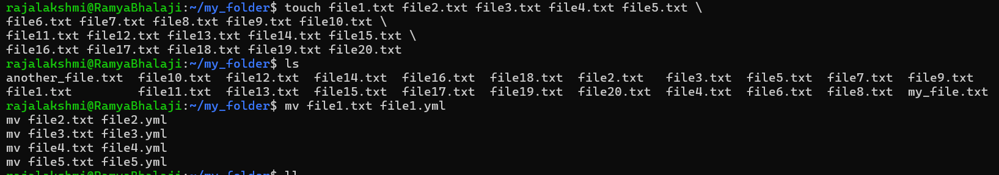 rajalakshmi@RamyaBhalaji:~/my_folder$ touch file1.txt file2.txt file3.txt file4.txt file5.txt \
file6.txt file7.txt file8.txt file9.txt file10.txt \
file11.txt file12.txt file13.txt file14.txt file15.txt \
file16.txt file17.txt file18.txt file19.txt file20.txt
rajalakshmi@RamyaBhalaji:~/my_folder$ ls
another_file.txt  file10.txt  file12.txt  file14.txt  file16.txt  file18.txt  file2.txt   file3.txt  file5.txt  file7.txt  file9.txt
file1.txt         file11.txt  file13.txt  file15.txt  file17.txt  file19.txt  file20.txt  file4.txt  file6.txt  file8.txt  my_file.txt
rajalakshmi@RamyaBhalaji:~/my_folder$ mv file1.txt file1.yml
mv file2.txt file2.yml
mv file3.txt file3.yml
mv file4.txt file4.yml
mv file5.txt file5.yml
rajalakshmi@RamyaBhalaji:~/my_folder$ ll